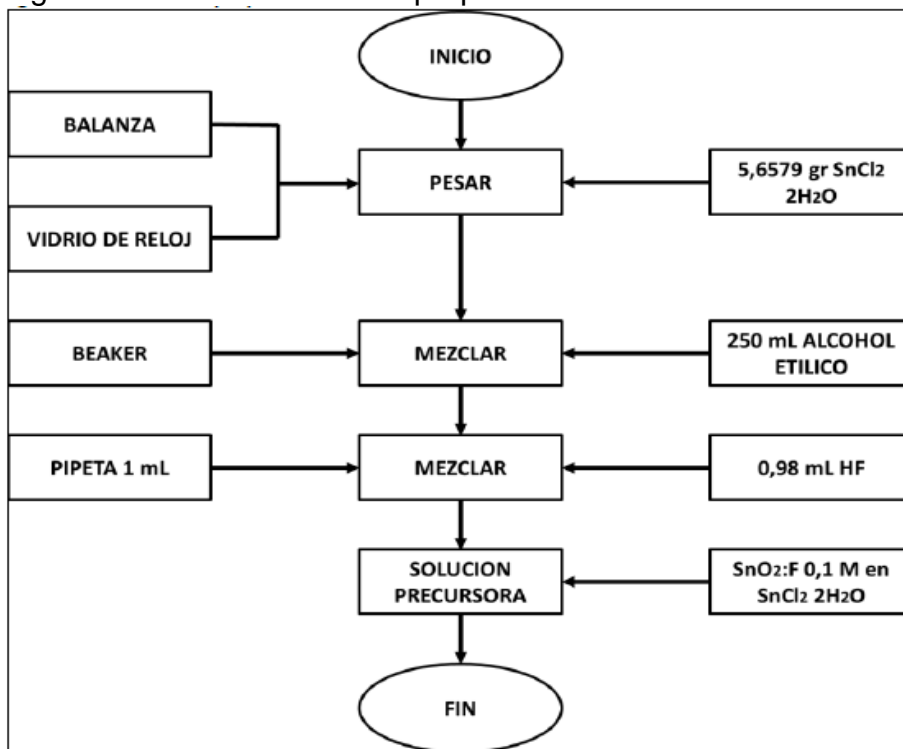 INICIO
BALANZA
PESAR
5,6579 gr SnCl2
2H2O
VIDRIO DE RELOJ
BEAKER
MEZCLAR
250 mL ALCOHOL
ETILICO
PIPETA 1 mL
MEZCLAR
0,98 mL HF
SOLUCION
PRECURSORA
SnO2:F 0,1 M en
SnCl2 2H2O
FIN